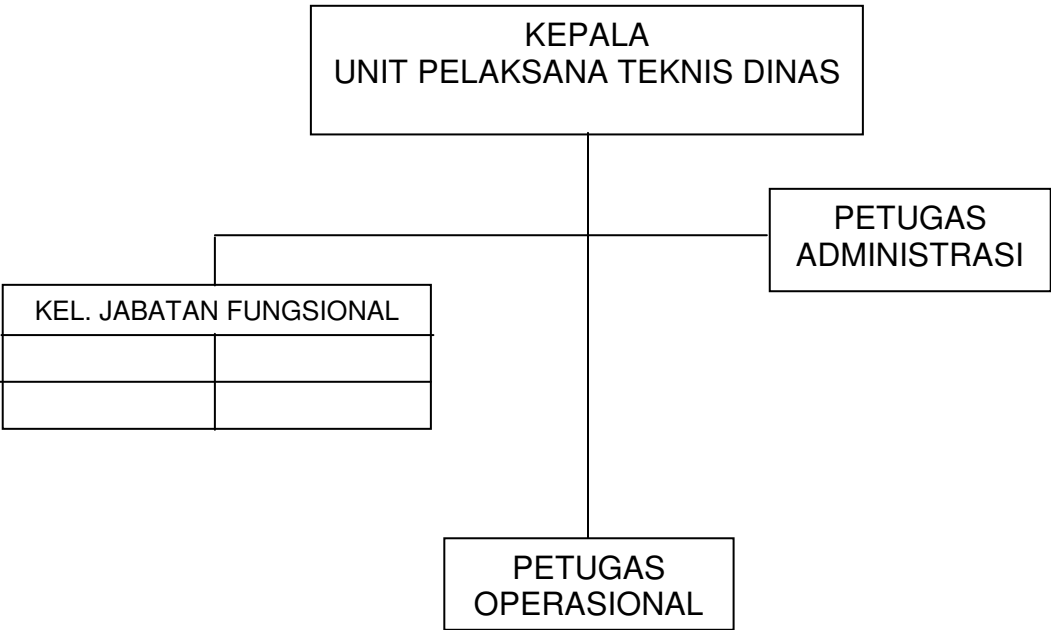 KEPALA
UNIT PELAKSANA TEKNIS DINAS
PETUGAS
ADMINISTRASI
KEL. JABATAN FUNGSIONAL
PETUGAS
OPERASIONAL